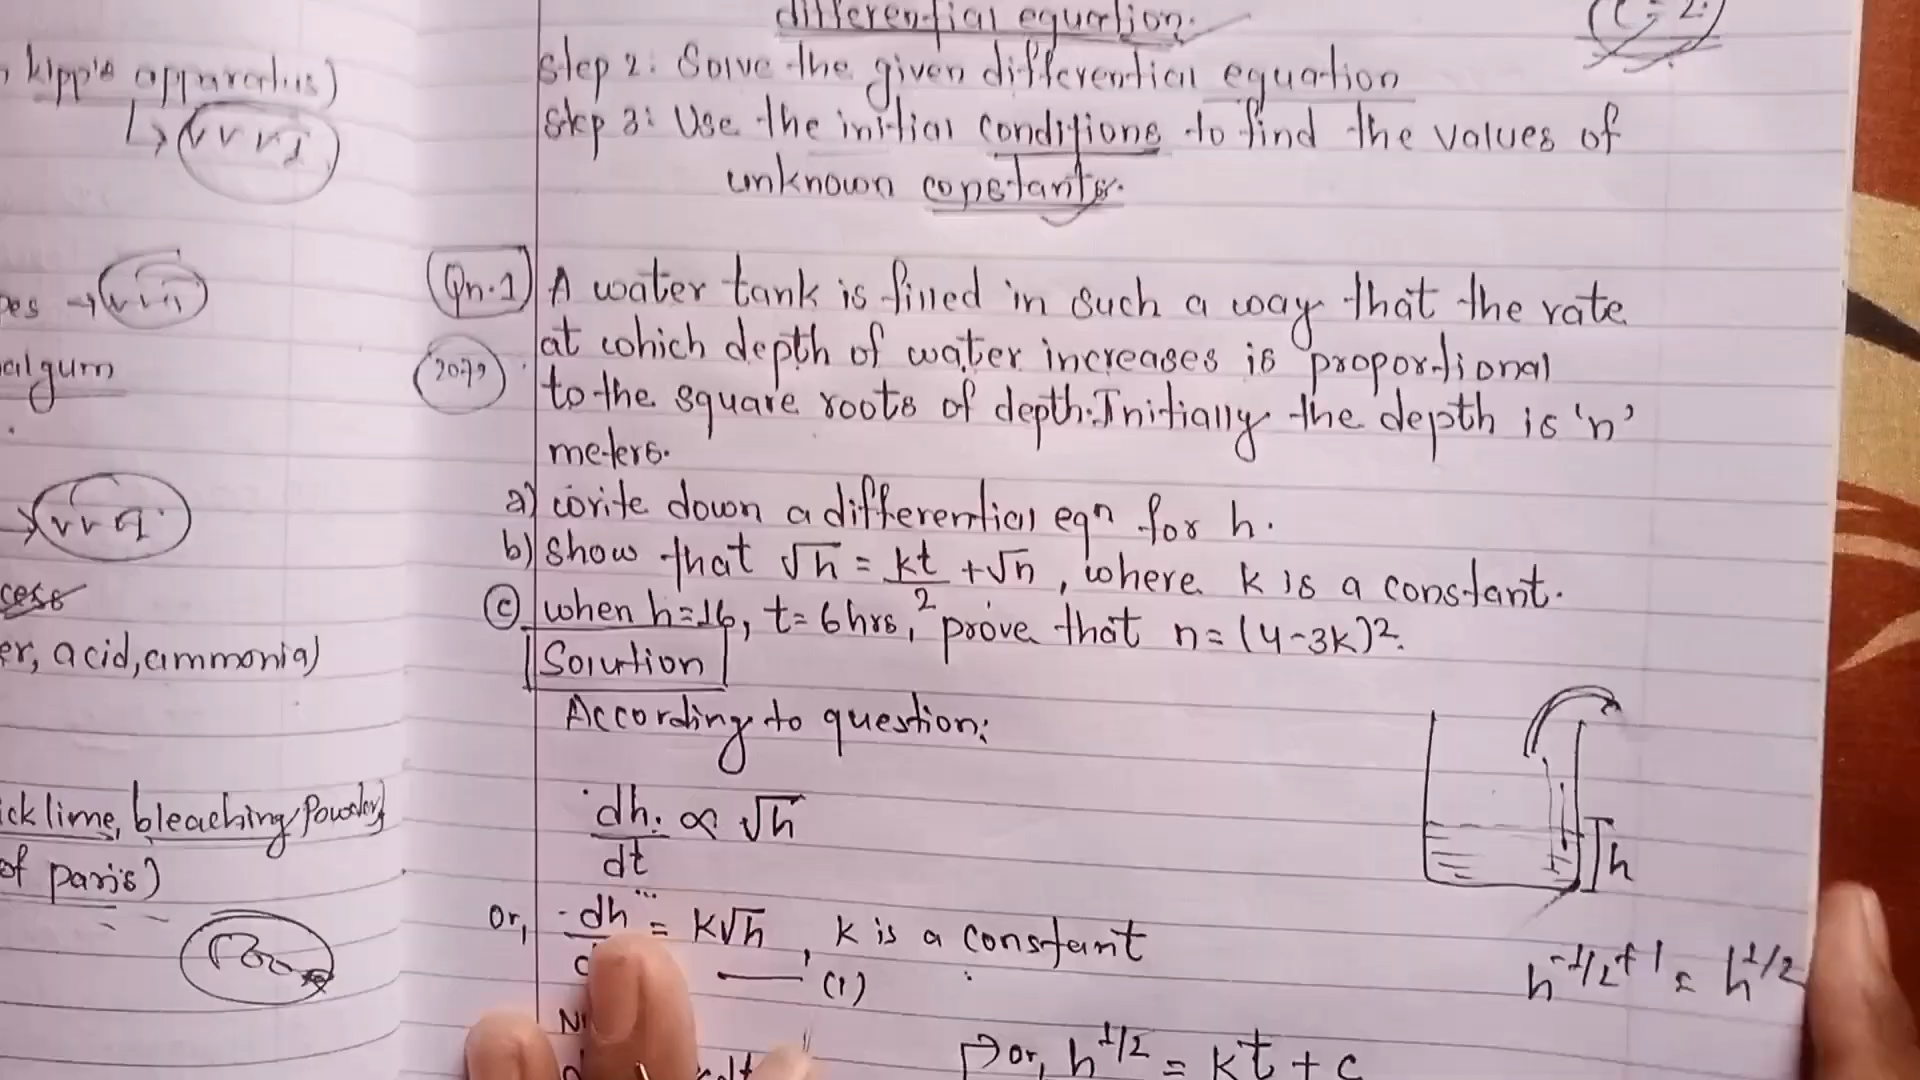 differential equation.
Step 2: Solve the given differential equation
Step 3: Use the initial conditions to find the values of
unknown constants.
, kipp's apparatus)
algum
cess
er, acid, ammonia)
ick lime, bleaching Powder,
of paris)
Qn.1 A water tank is filled in such a way that the rate
2079 at which depth of water increases is proportional
to the square roots of depth. Initially the depth is 'n'
meters.
a) write down a differential eqn for h.
b) show that √h = kt/2 + √n, where k is a constant.
c) when h=16, t=6hrs, prove that n=(4-3k)².
Solution
According to question:
dh/dt ∝ √h
h
or, dh = k√h, k is a constant
(1)
h^-1/2+1 = h^1/2
or, h^1/2 = kt + c